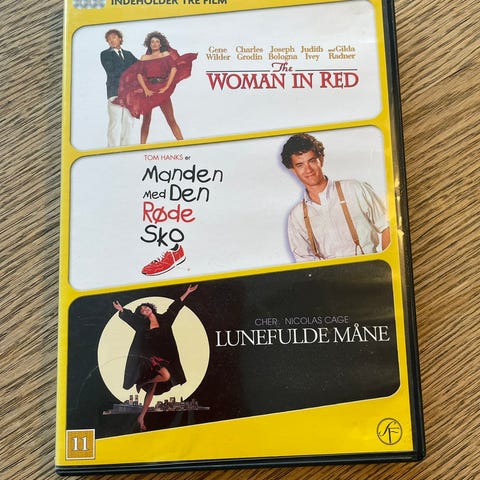 INDEHOLDER TRE FILM
Gene Charles Joseph Judith and Gilda
Wilder Grodin Bologna Ivey Radner
The
WOMAN IN RED
TOM HANKS er
Manden
med Den
Røde
Sko
CHER NICOLAS CAGE
LUNEFULDE MÅNE
11
SF